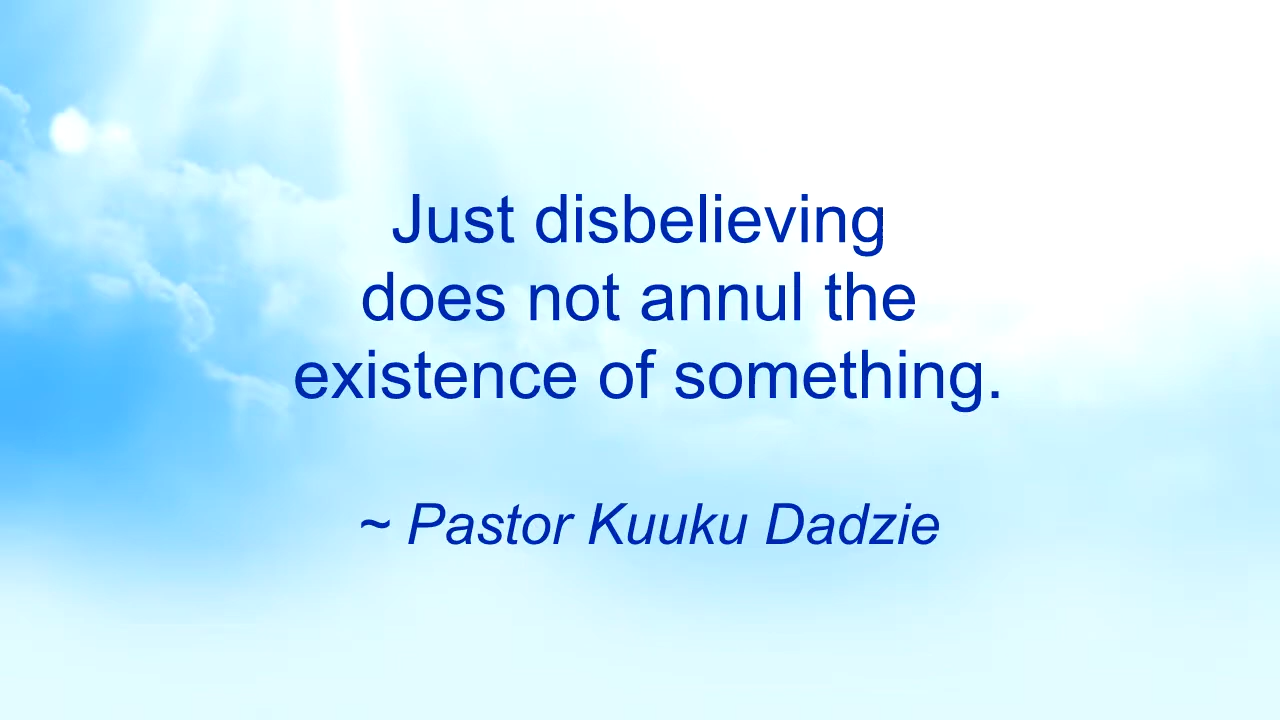 Just disbelieving
does not annul the
existence of something.
~ Pastor Kuuku Dadzie